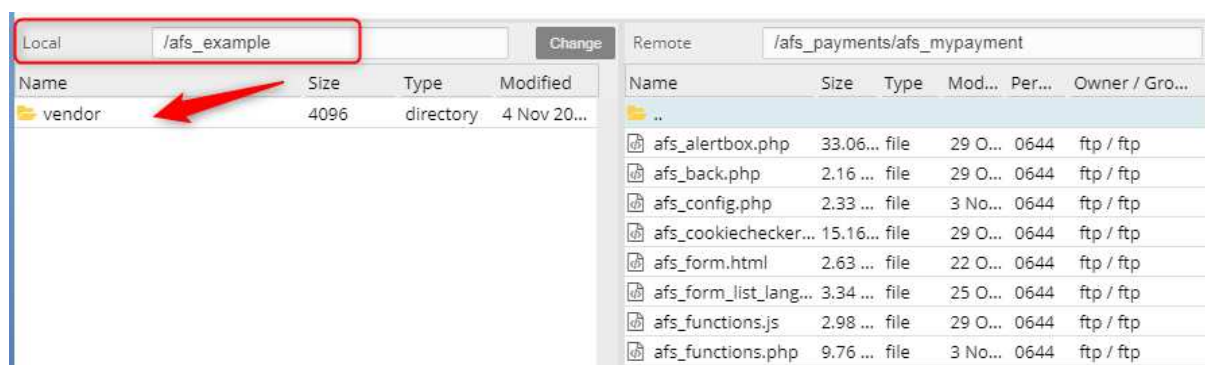 Local /afs_example Change Remote /afs_payments/afs_mypayment
Name Size Type Modified Name Size Type Mod... Per... Owner / Gro...
vendor 4096 directory 4 Nov 20... ..
afs_alertbox.php 33.06... file 29 O... 0644 ftp / ftp
afs_back.php 2.16 ... file 29 O... 0644 ftp / ftp
afs_config.php 2.33 ... file 3 No... 0644 ftp / ftp
afs_cookiechecker... 15.16... file 29 O... 0644 ftp / ftp
afs_form.html 2.63 ... file 22 O... 0644 ftp / ftp
afs_form_list_lang... 3.34 ... file 25 O... 0644 ftp / ftp
afs_functions.js 2.98 ... file 29 O... 0644 ftp / ftp
afs_functions.php 9.76 ... file 3 No... 0644 ftp / ftp